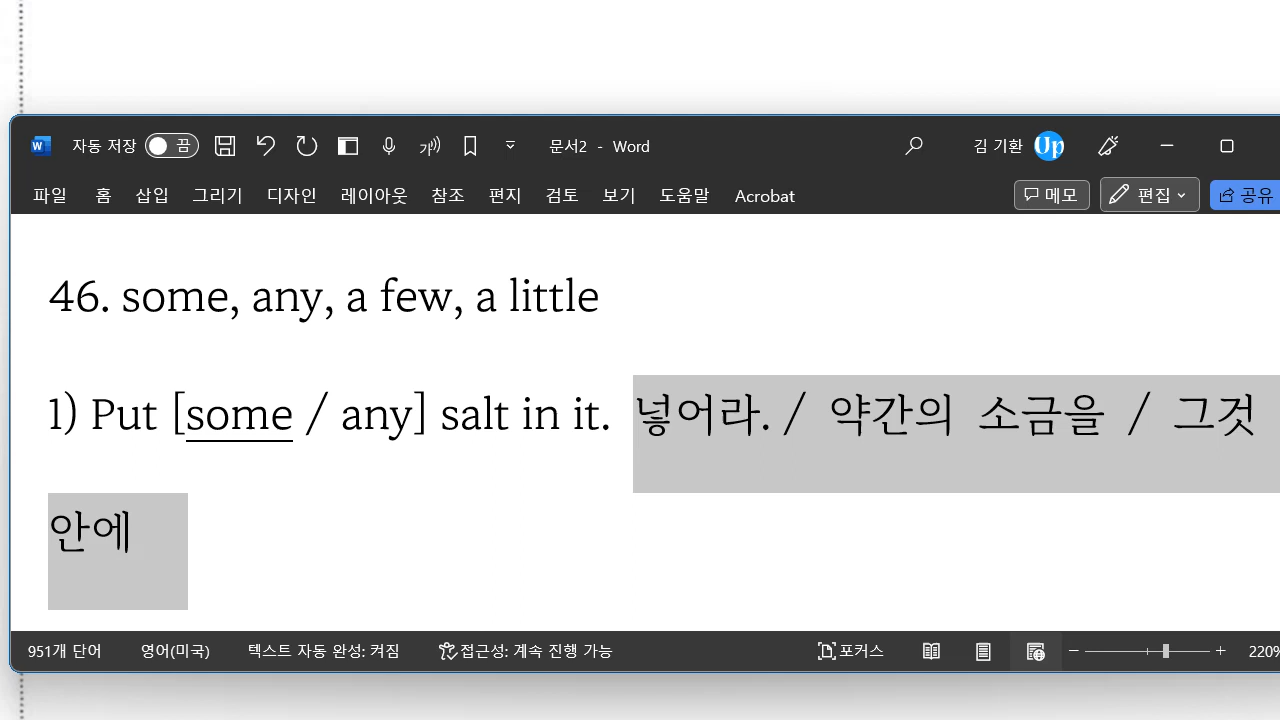 자동 저장 끔 문서2 - Word 김 기환 Up
파일 홈 삽입 그리기 디자인 레이아웃 참조 편지 검토 보기 도움말 Acrobat 메모 편집 공유
46. some, any, a few, a little
1) Put [some / any] salt in it. 넣어라. / 약간의 소금을 / 그것
안에
951개 단어 영어(미국) 텍스트 자동 완성: 켜짐 접근성: 계속 진행 가능 포커스 220%